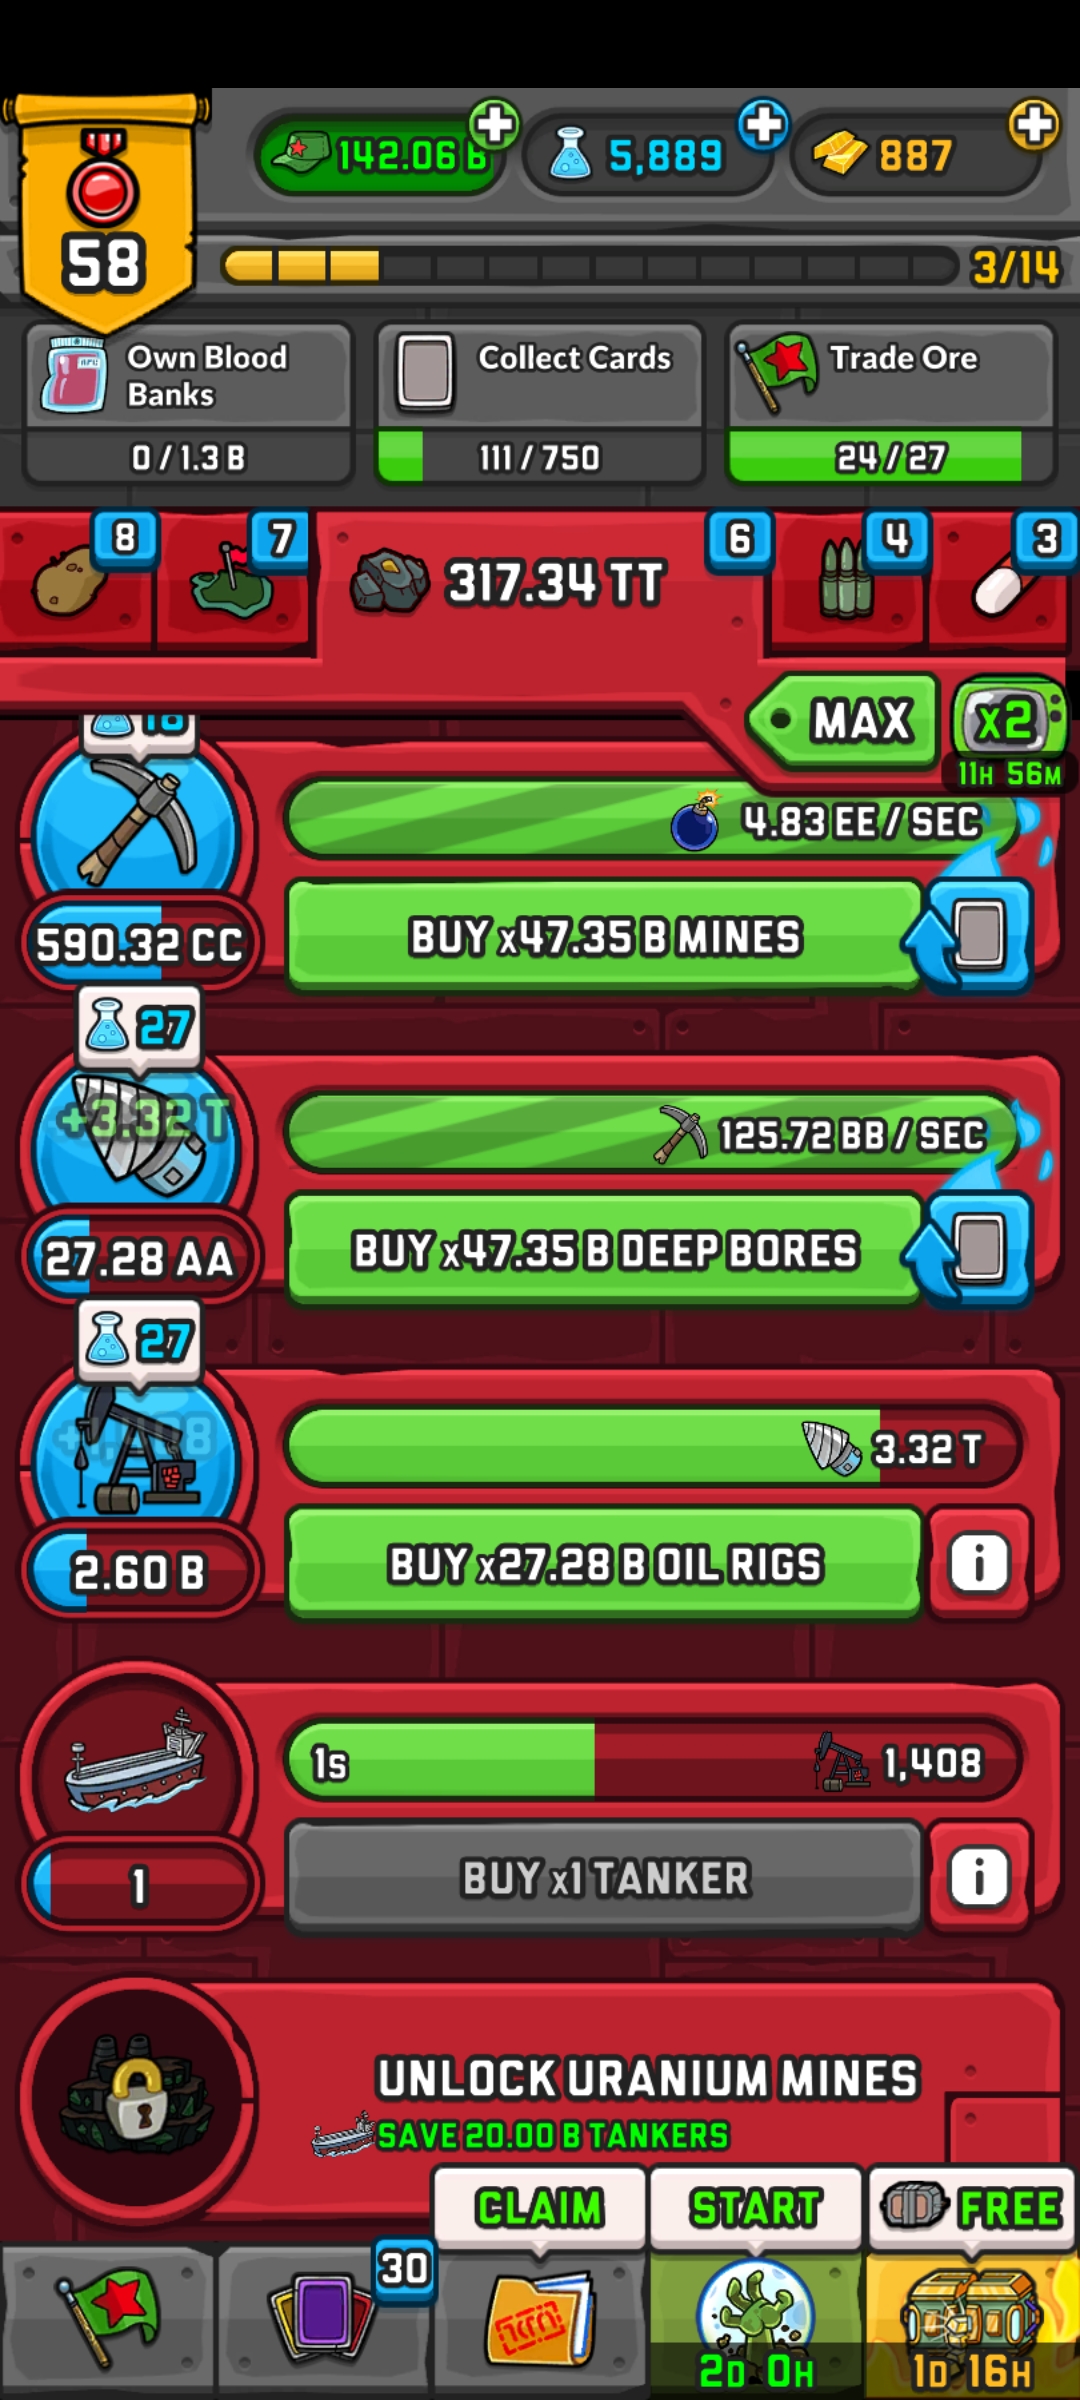 142.06 B
5,889
887
58
3/14
Own Blood
Banks
0 / 1.3 B
Collect Cards
111 / 750
Trade Ore
24 / 27
8
7
317.34 TT
6
4
3
MAX
x2
11H 56M
18
4.83 EE / SEC
590.32 CC
BUY x47.35 B MINES
27
+3.32 T
125.72 BB / SEC
27.28 AA
BUY x47.35 B DEEP BORES
27
3.32 T
2.60 B
BUY x27.28 B OIL RIGS
i
1S
1,408
1
BUY x1 TANKER
i
UNLOCK URANIUM MINES
SAVE 20.00 B TANKERS
CLAIM
START
FREE
30
2D 0H
1D 16H